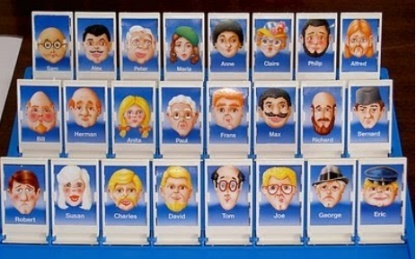 Alex Peter Maria Anne Claire Philip Alfred
Bill Herman Anita Paul Frans Max Richard Bernard
Robert Susan Charles David Tom Joe George Eric